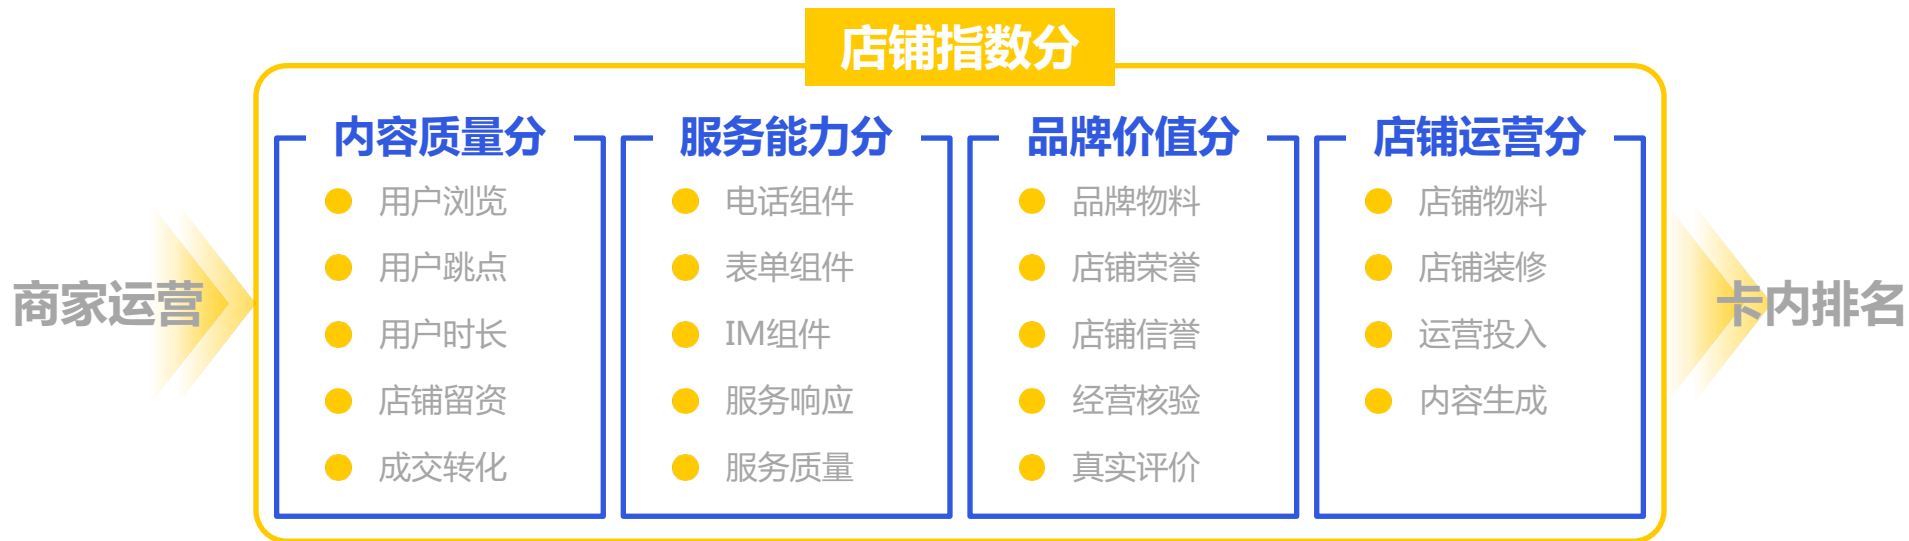 店铺指数分
商家运营
内容质量分
用户浏览
用户跳点
用户时长
店铺留资
成交转化
服务能力分
电话组件
表单组件
IM组件
服务响应
服务质量
品牌价值分
品牌物料
店铺荣誉
店铺信誉
经营核验
真实评价
店铺运营分
店铺物料
店铺装修
运营投入
内容生成
卡内排名